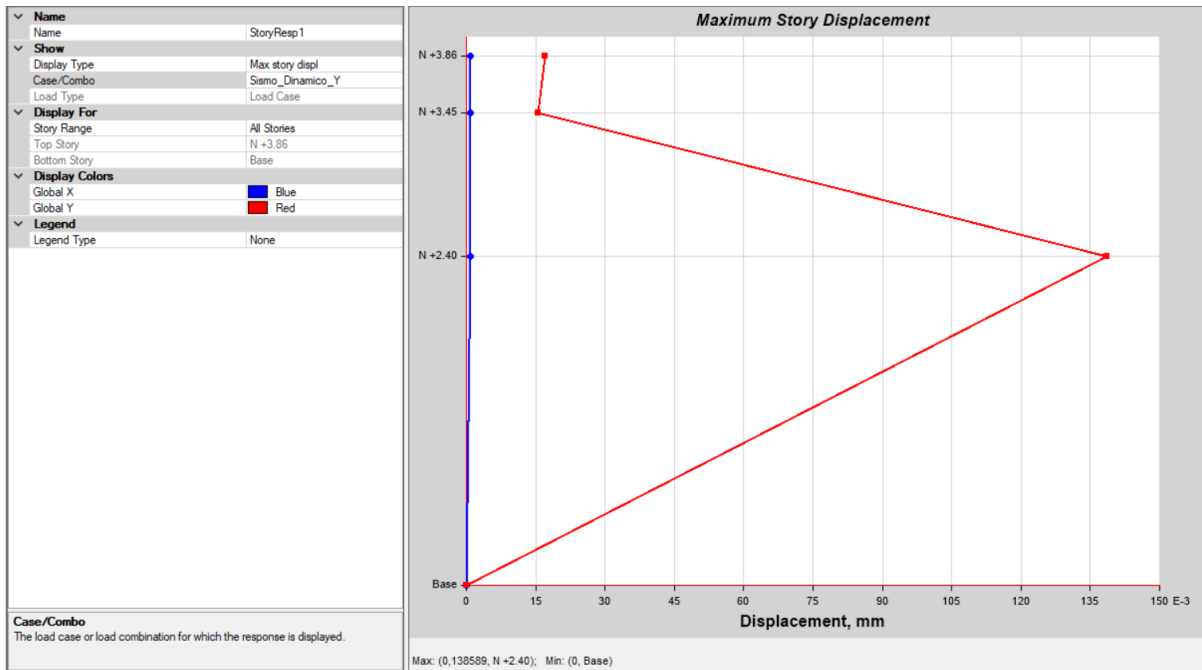 Name
Name StoryResp1
Show
Display Type Max story displ
Case/Combo Sismo_Dinamico_Y
Load Type Load Case
Display For
Story Range All Stories
Top Story N +3.86
Bottom Story Base
Display Colors
Global X Blue
Global Y Red
Legend
Legend Type None
Case/Combo
The load case or load combination for which the response is displayed.
Maximum Story Displacement
N +3.86
N +3.45
N +2.40
Base
0 15 30 45 60 75 90 105 120 135 150 E-3
Displacement, mm
Max: (0,138589, N +2.40); Min: (0, Base)